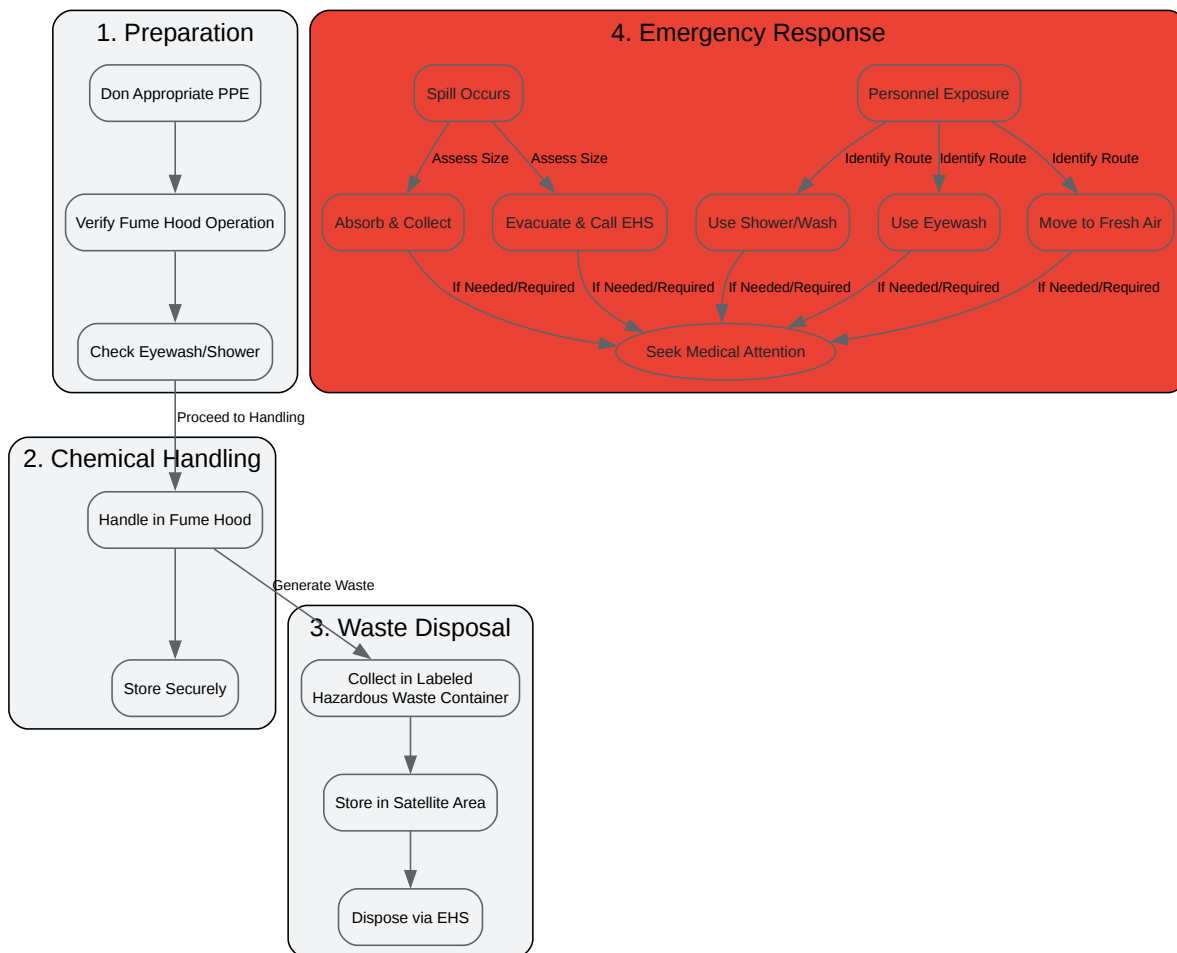 1. Preparation
Don Appropriate PPE
Verify Fume Hood Operation
Check Eyewash/Shower
Proceed to Handling
4. Emergency Response
Spill Occurs
Personnel Exposure
Assess Size
Assess Size
Identify Route
Identify Route
Identify Route
Absorb & Collect
Evacuate & Call EHS
Use Shower/Wash
Use Eyewash
Move to Fresh Air
If Needed/Required
If Needed/Required
If Needed/Required
If Needed/Required
If Needed/Required
Seek Medical Attention
2. Chemical Handling
Handle in Fume Hood
Generate Waste
Store Securely
3. Waste Disposal
Collect in Labeled
Hazardous Waste Container
Store in Satellite Area
Dispose via EHS